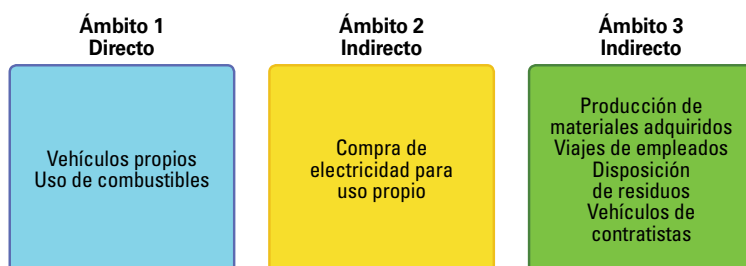 Ámbito 1
Directo
Vehículos propios
Uso de combustibles
Ámbito 2
Indirecto
Compra de
electricidad para
uso propio
Ámbito 3
Indirecto
Producción de
materiales adquiridos
Viajes de empleados
Disposición
de residuos
Vehículos de
contratistas